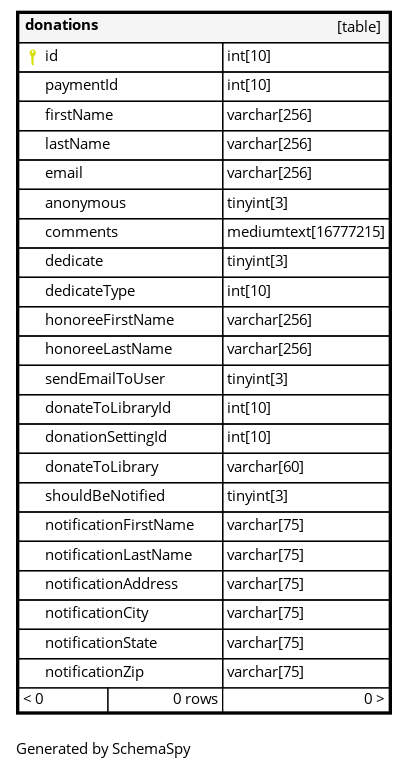 donations [table]
id int[10]
paymentId int[10]
firstName varchar[256]
lastName varchar[256]
email varchar[256]
anonymous tinyint[3]
comments mediumtext[16777215]
dedicate tinyint[3]
dedicateType int[10]
honoreeFirstName varchar[256]
honoreeLastName varchar[256]
sendEmailToUser tinyint[3]
donateToLibraryId int[10]
donationSettingId int[10]
donateToLibrary varchar[60]
shouldBeNotified tinyint[3]
notificationFirstName varchar[75]
notificationLastName varchar[75]
notificationAddress varchar[75]
notificationCity varchar[75]
notificationState varchar[75]
notificationZip varchar[75]
< 0 0 rows 0 >
Generated by SchemaSpy